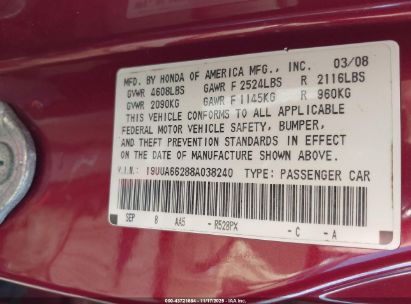 MFD. BY HONDA OF AMERICA MFG., INC. 03/08
GVWR 4608LBS GAWR F 2524LBS R 2116LBS
GVWR 2090KG GAWR F 1145KG R 960KG
THIS VEHICLE CONFORMS TO ALL APPLICABLE
FEDERAL MOTOR VEHICLE SAFETY, BUMPER,
AND THEFT PREVENTION STANDARDS IN EFFECT
ON THE DATE OF MANUFACTURE SHOWN ABOVE.
V.I.N: 19UUA66288A038240 TYPE: PASSENGER CAR
SEP 8 AA5 - R528PX - C - A